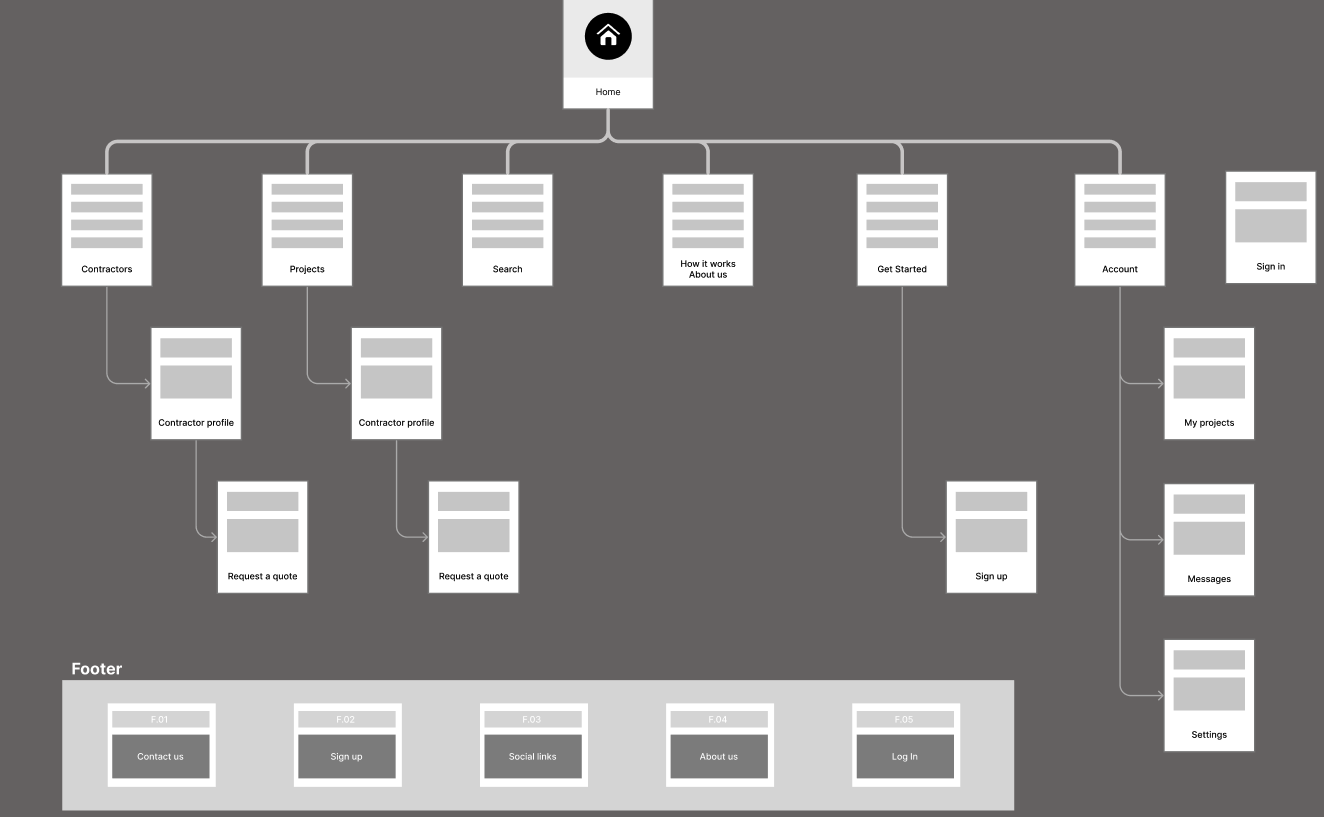 Home
Contractors
Projects
Search
How it works
About us
Get Started
Account
Sign in
Contractor profile
Contractor profile
My projects
Request a quote
Request a quote
Sign up
Messages
Settings
Footer
F.01
F.02
F.03
F.04
F.05
Contact us
Sign up
Social links
About us
Log In